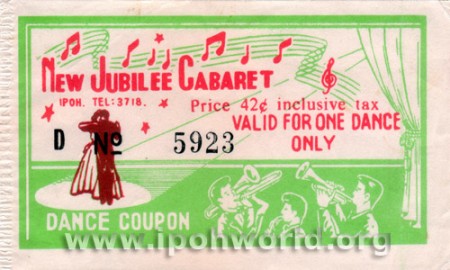 NEW JUBILEE CABARET
IPOH. TEL: 3718.
Price 42¢ inclusive tax
VALID FOR ONE DANCE
ONLY
D Nº 5923
DANCE COUPON
www.ipohworld.org